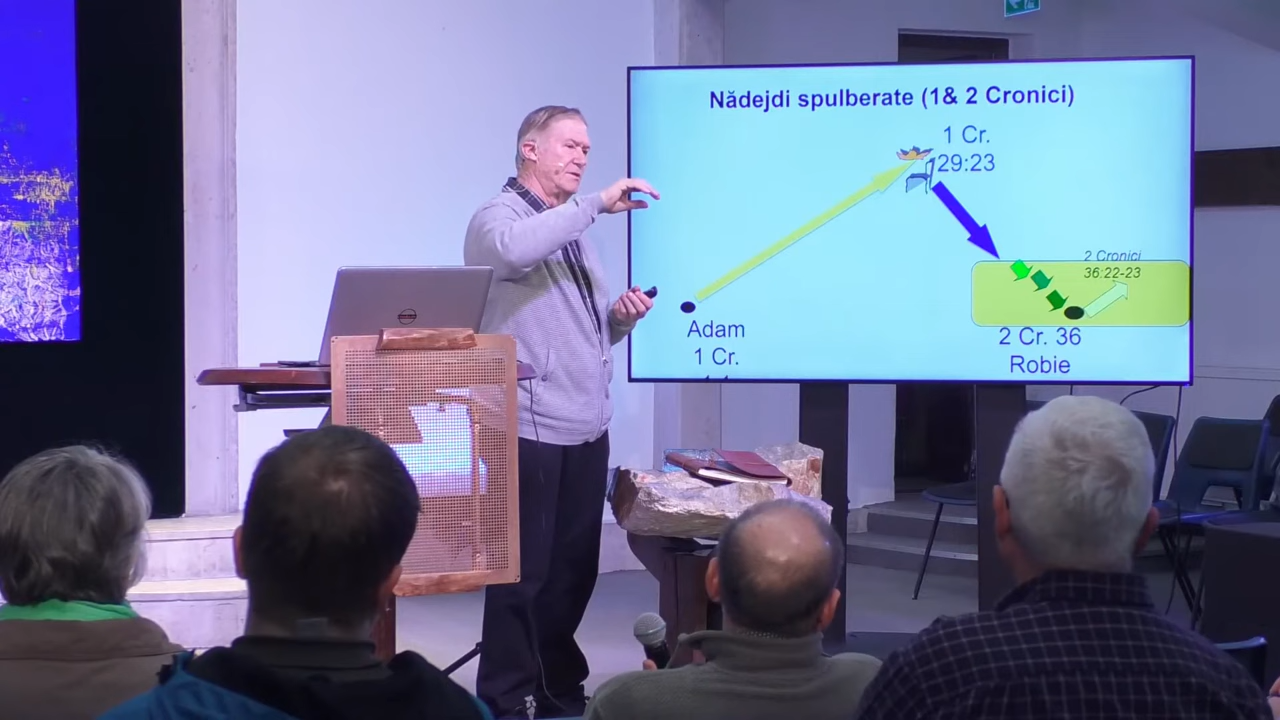 Nădejdi spulberate (1& 2 Cronici)
1 Cr.
29:23
2 Cronici
36:22-23
Adam
1 Cr.
2 Cr. 36
Robie